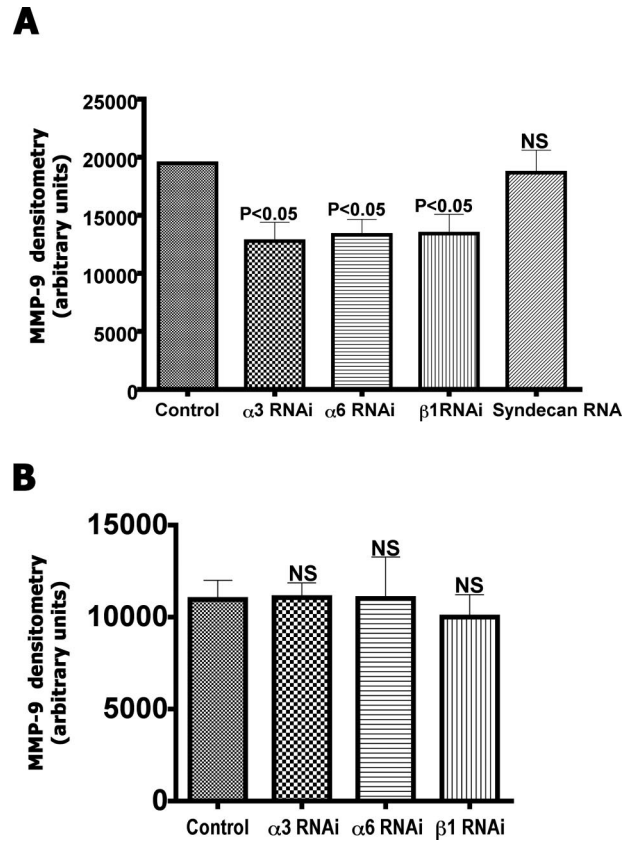 A
MMP-9 densitometry
(arbitrary units)
25000
20000
15000
10000
5000
0
P<0.05
P<0.05
P<0.05
NS
Control
α3 RNAi
α6 RNAi
β1RNAi
Syndecan RNA
B
MMP-9 densitometry
(arbitrary units)
15000
10000
5000
0
NS
NS
NS
Control
α3 RNAi
α6 RNAi
β1 RNAi